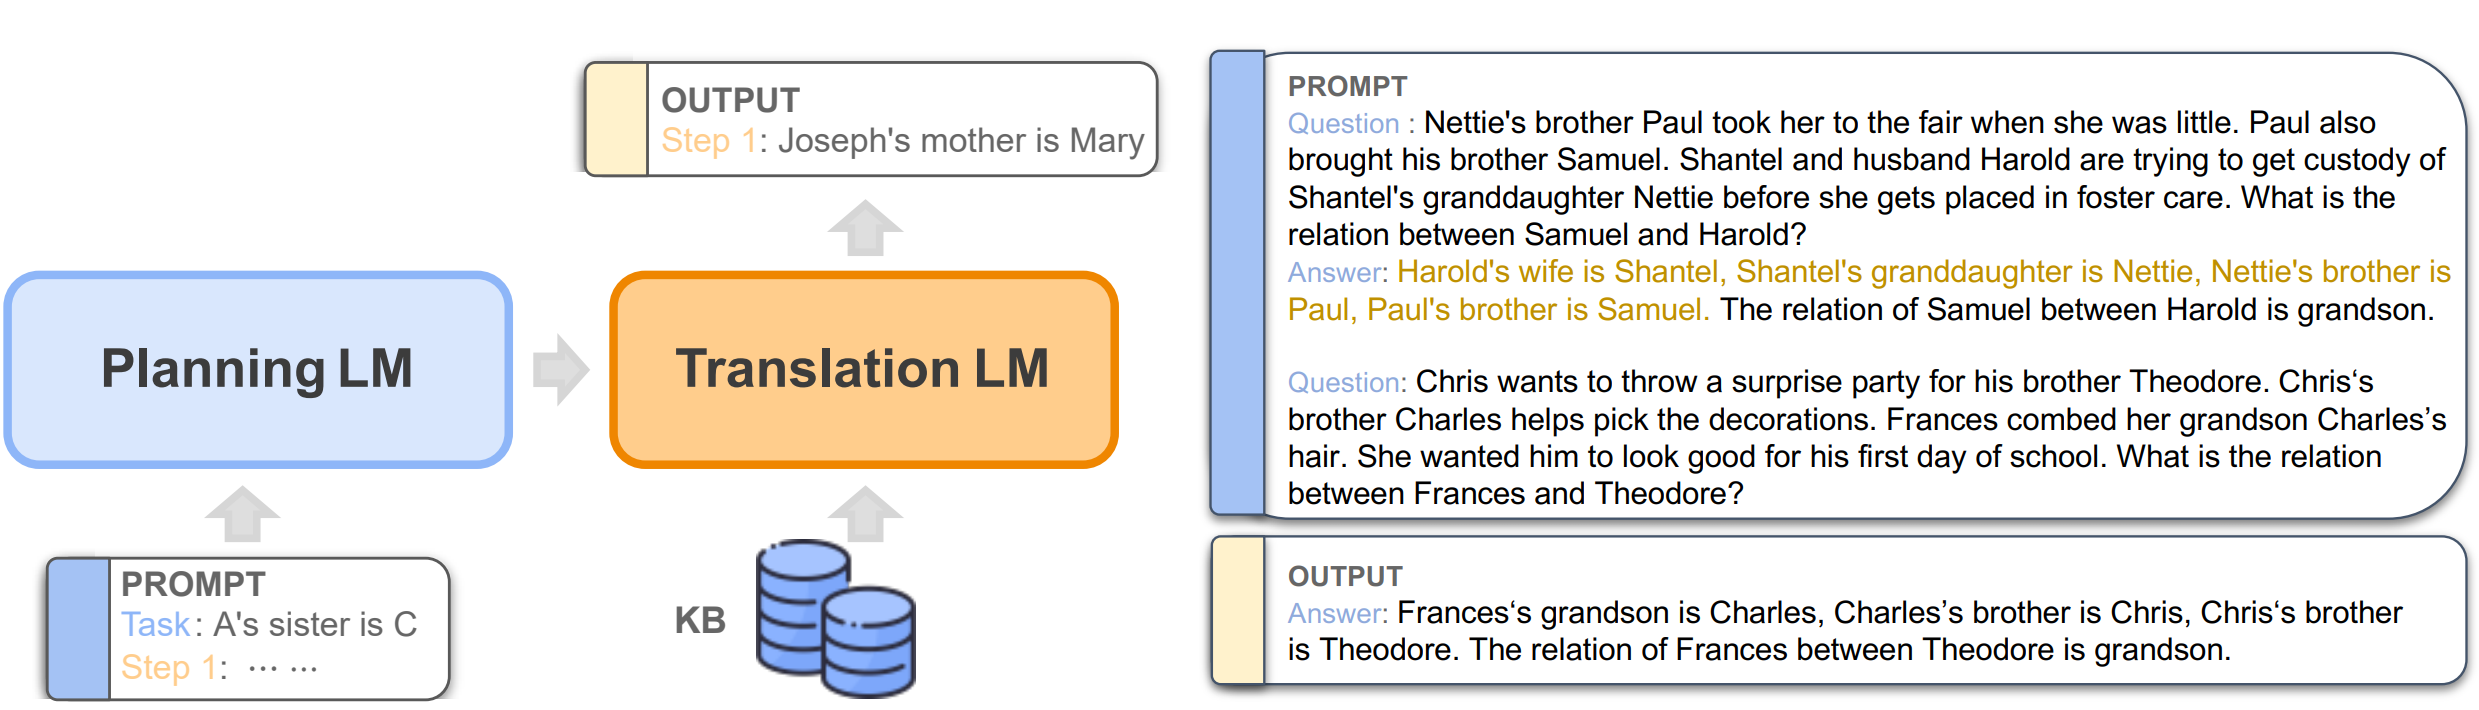 OUTPUT
Step 1: Joseph's mother is Mary
Planning LM
Translation LM
PROMPT
Task: A's sister is C
Step 1: ... ...
KB
PROMPT
Question : Nettie's brother Paul took her to the fair when she was little. Paul also
brought his brother Samuel. Shantel and husband Harold are trying to get custody of
Shantel's granddaughter Nettie before she gets placed in foster care. What is the
relation between Samuel and Harold?
Answer: Harold's wife is Shantel, Shantel's granddaughter is Nettie, Nettie's brother is
Paul, Paul's brother is Samuel. The relation of Samuel between Harold is grandson.
Question: Chris wants to throw a surprise party for his brother Theodore. Chris‘s
brother Charles helps pick the decorations. Frances combed her grandson Charles’s
hair. She wanted him to look good for his first day of school. What is the relation
between Frances and Theodore?
OUTPUT
Answer: Frances‘s grandson is Charles, Charles’s brother is Chris, Chris‘s brother
is Theodore. The relation of Frances between Theodore is grandson.